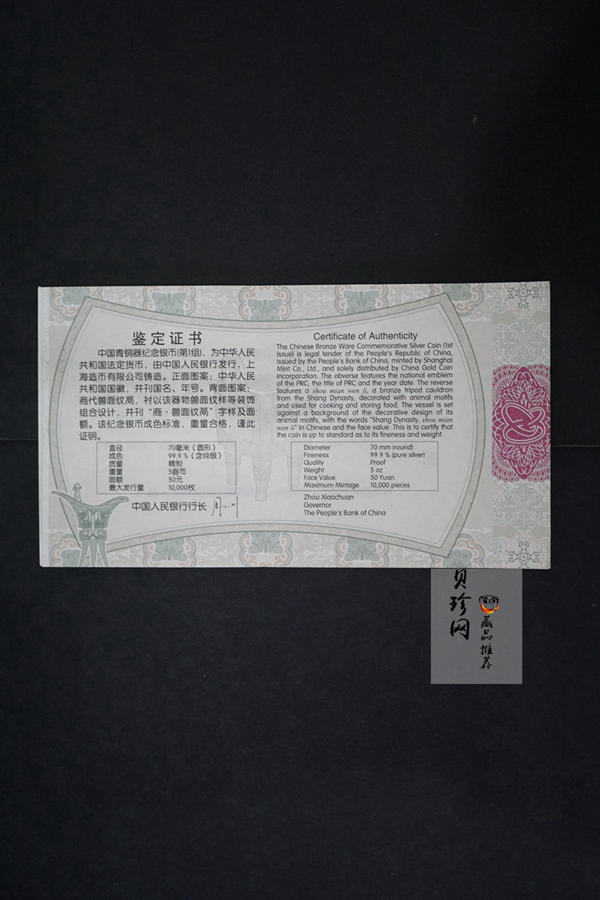 鉴定证书
中国青铜器纪念银币(第1组)，为中华人民
共和国法定货币，由中国人民银行发行，上
海造币有限公司铸造。正面图案：中华人民
共和国国徽，并刊国名、年号。背面图案：
商代兽面纹鬲，衬以该器物兽面纹样等装饰
组合设计，并刊“商·兽面纹鬲”字样及面
额。该纪念银币成色标准，重量合格，谨此
证明。
直径 70毫米（圆形）
成色 99.9％（含纯银）
质量 精制
重量 5盎司
面额 50元
最大发行量 10,000枚
中国人民银行行长
Certificate of Authenticity
The Chinese Bronze Ware Commemorative Silver Coin (1st
Issue) is legal tender of the People's Republic of China,
issued by the People's Bank of China, minted by Shanghai
Mint Co., Ltd., and solely distributed by China Gold Coin
Incorporation. The obverse features the national emblem
of the PRC, the title of PRC and the year date. The reverse
features a shou mian wen li, a bronze tripod cauldron
from the Shang Dynasty, decorated with animal motifs
and used for cooking and storing food. The vessel is set
against a background of the decorative design of its
animal motifs, with the words "Shang Dynasty, shou mian
wen li" in Chinese and the face value. This is to certify that
the coin is up to standard as to its fineness and weight.
Diameter 70 mm (round)
Fineness 99.9 % (pure silver)
Quality Proof
Weight 5 oz
Face Value 50 Yuan
Maximum Mintage 10,000 pieces
Zhou Xiaochuan
Governor
The People's Bank of China
贝珍网
藏品推荐